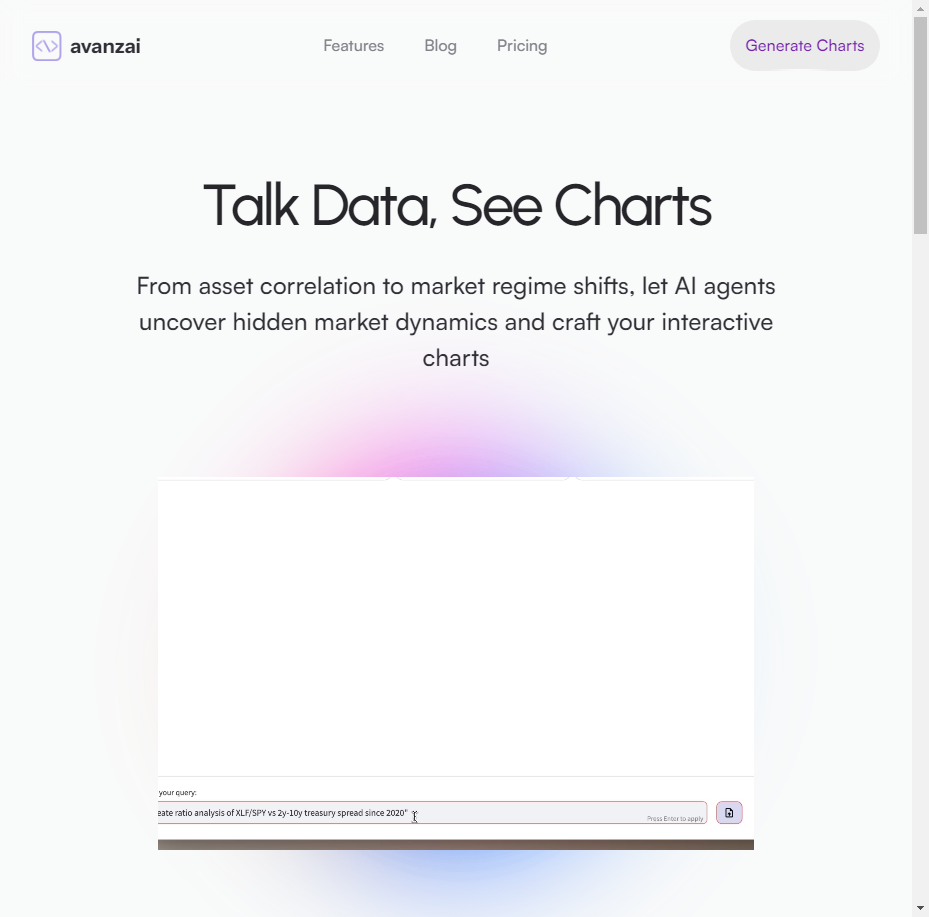 avanzai
Features
Blog
Pricing
Generate Charts
Talk Data, See Charts
From asset correlation to market regime shifts, let AI agents
uncover hidden market dynamics and craft your interactive
charts
your query:
eate ratio analysis of XLF/SPY vs 2y-10y treasury spread since 2020"
Press Enter to apply